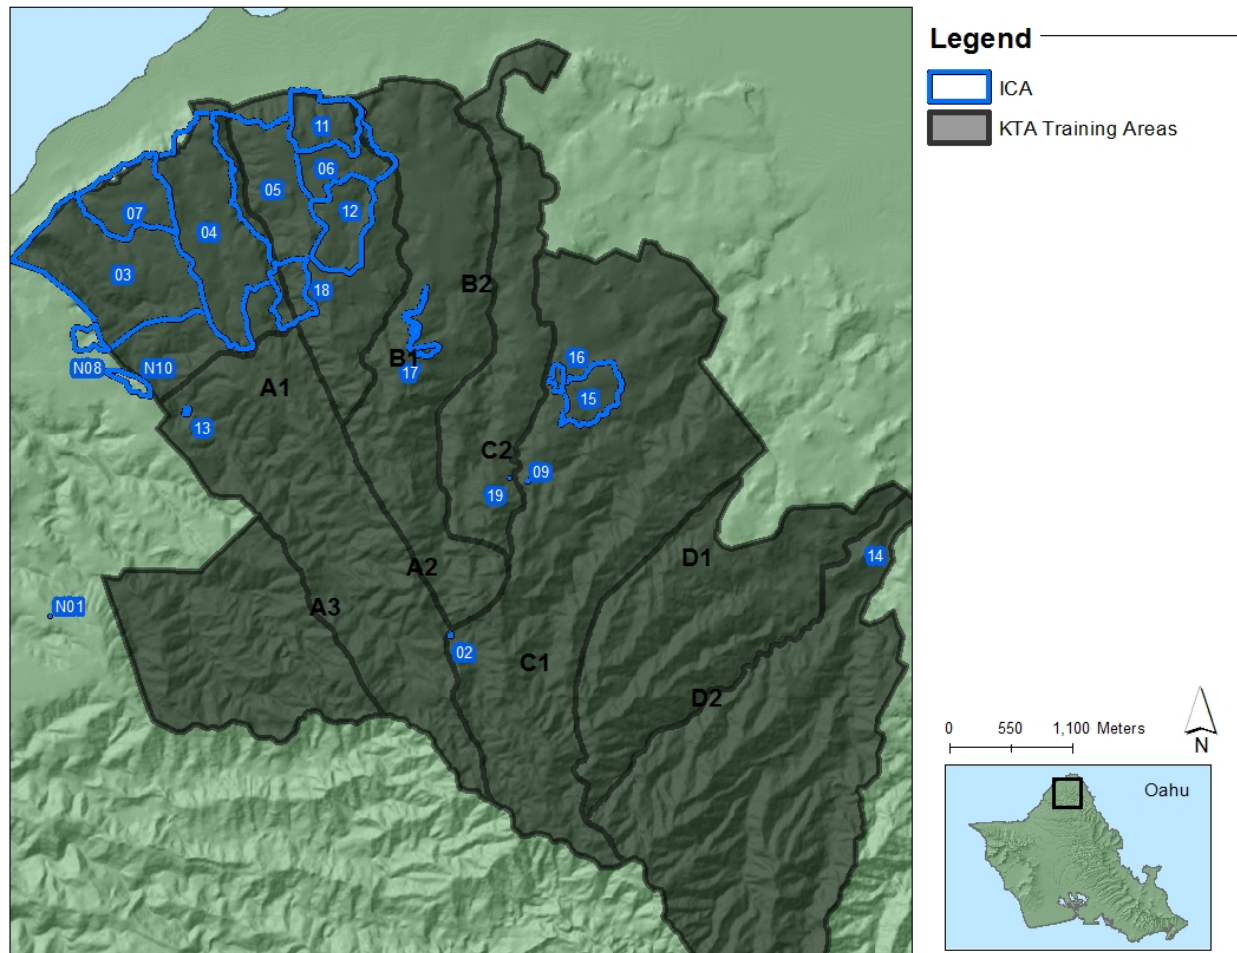 Legend
ICA
KTA Training Areas
11
06
05
12
07
04
03
18
B2
B1
17
N08
N10
A1
16
15
13
C2
09
19
D1
14
A2
A3
N01
02
C1
D2
0 550 1,100 Meters
N
Oahu